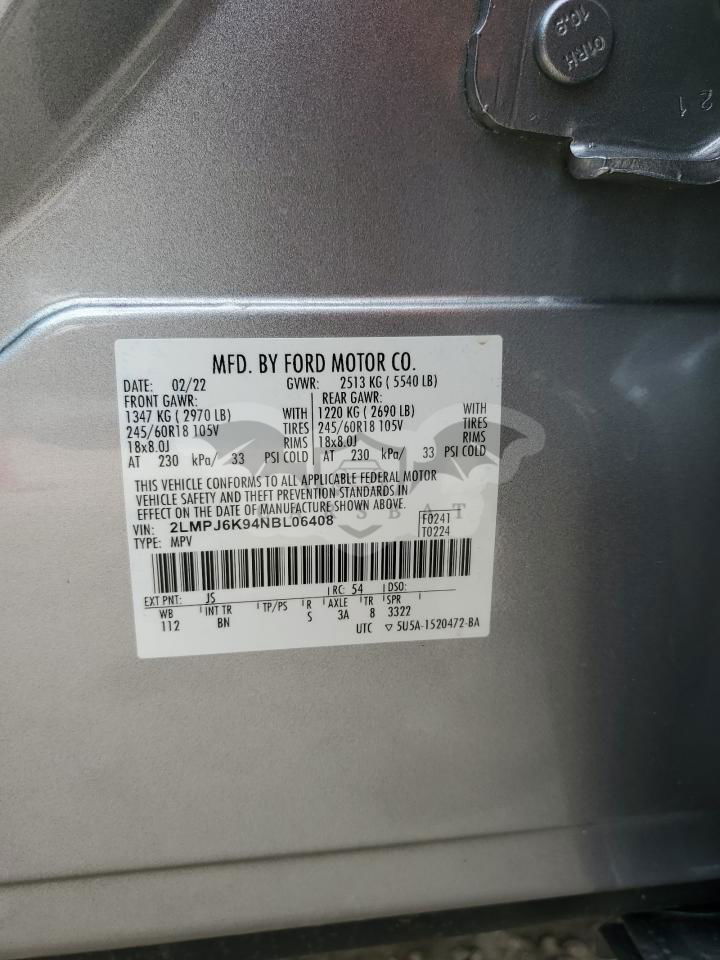 01RH
10.9
2 1
MFD. BY FORD MOTOR CO.
DATE: 02/22 GVWR: 2513 KG ( 5540 LB)
FRONT GAWR: REAR GAWR:
1347 KG ( 2970 LB) WITH 1220 KG ( 2690 LB) WITH
245/60R18 105V TIRES 245/60R18 105V TIRES
18x8.0J RIMS 18x8.0J RIMS
AT 230 kPa/ 33 PSI COLD AT 230 kPa/ 33 PSI COLD
THIS VEHICLE CONFORMS TO ALL APPLICABLE FEDERAL MOTOR
VEHICLE SAFETY AND THEFT PREVENTION STANDARDS IN
EFFECT ON THE DATE OF MANUFACTURE SHOWN ABOVE.
VIN: 2LMPJ6K94NBL06408 F0241
TYPE: MPV T0224
EXT PNT: JS RC: 54 DSO:
WB INT TR TP/PS R AXLE TR SPR
112 BN S 3A 8 3322
UTC ▽ 5U5A-1520472-BA